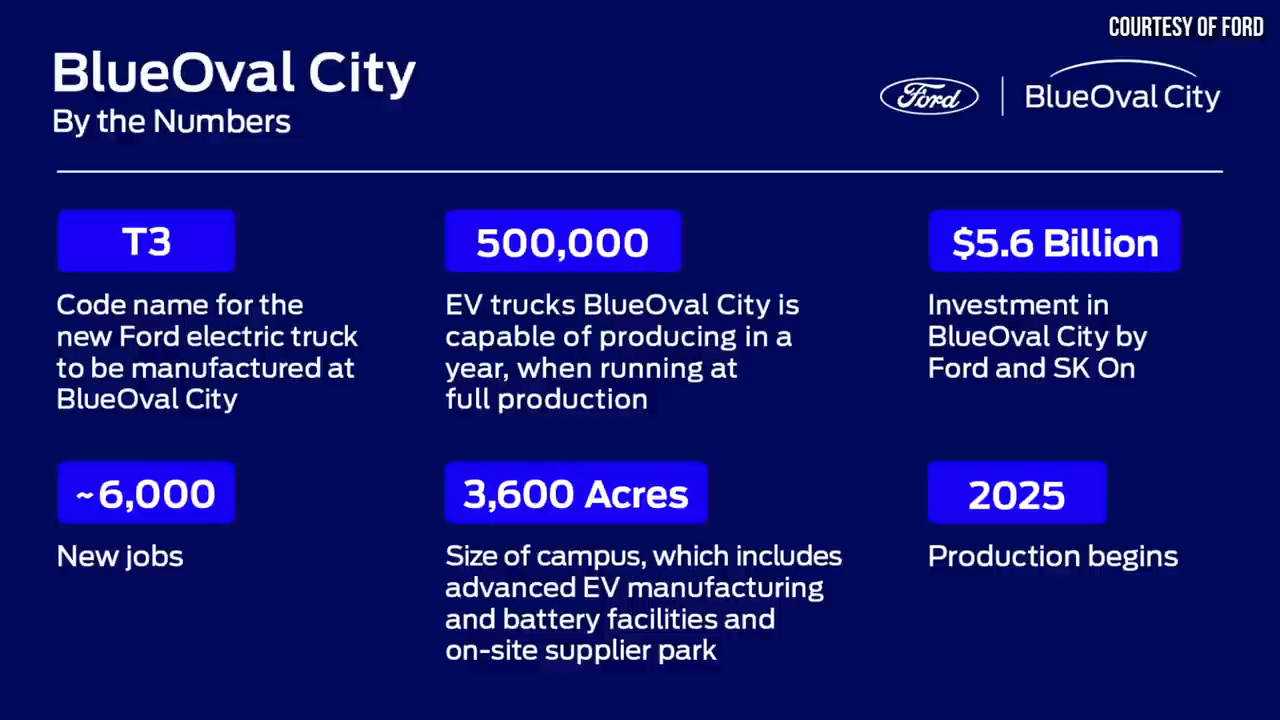 COURTESY OF FORD
BlueOval City
By the Numbers
Ford
BlueOval City
T3
Code name for the
new Ford electric truck
to be manufactured at
BlueOval City
500,000
EV trucks BlueOval City is
capable of producing in a
year, when running at
full production
$5.6 Billion
Investment in
BlueOval City by
Ford and SK On
~6,000
New jobs
3,600 Acres
Size of campus, which includes
advanced EV manufacturing
and battery facilities and
on-site supplier park
2025
Production begins